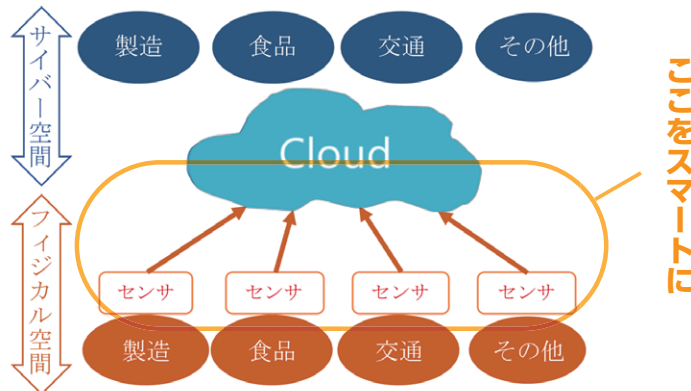 サイバー空間
製造
食品
交通
その他
Cloud
ここをスマートに
フィジカル空間
センサ
センサ
センサ
センサ
製造
食品
交通
その他